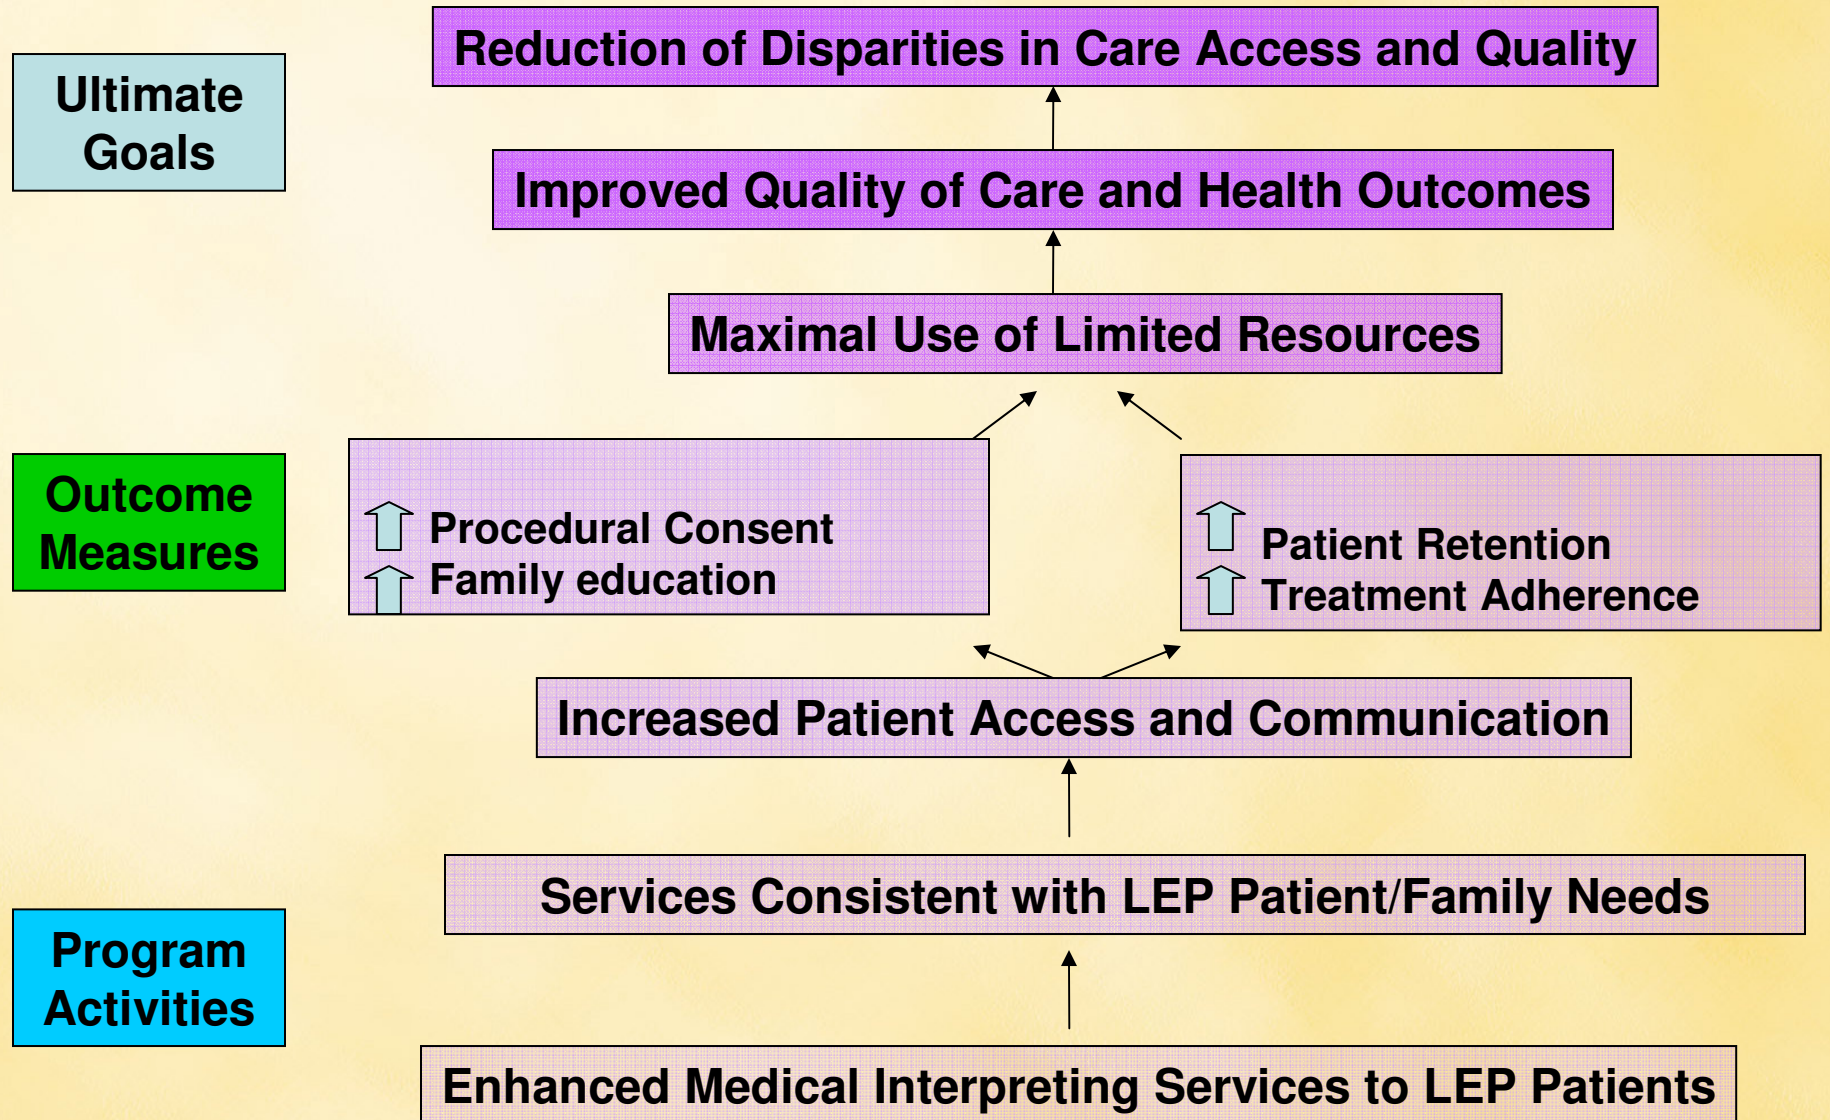 Reduction of Disparities in Care Access and Quality
Ultimate
Goals
Improved Quality of Care and Health Outcomes
Maximal Use of Limited Resources
Outcome
Measures
Procedural Consent
Family education
Patient Retention
Treatment Adherence
Increased Patient Access and Communication
Services Consistent with LEP Patient/Family Needs
Program
Activities
Enhanced Medical Interpreting Services to LEP Patients